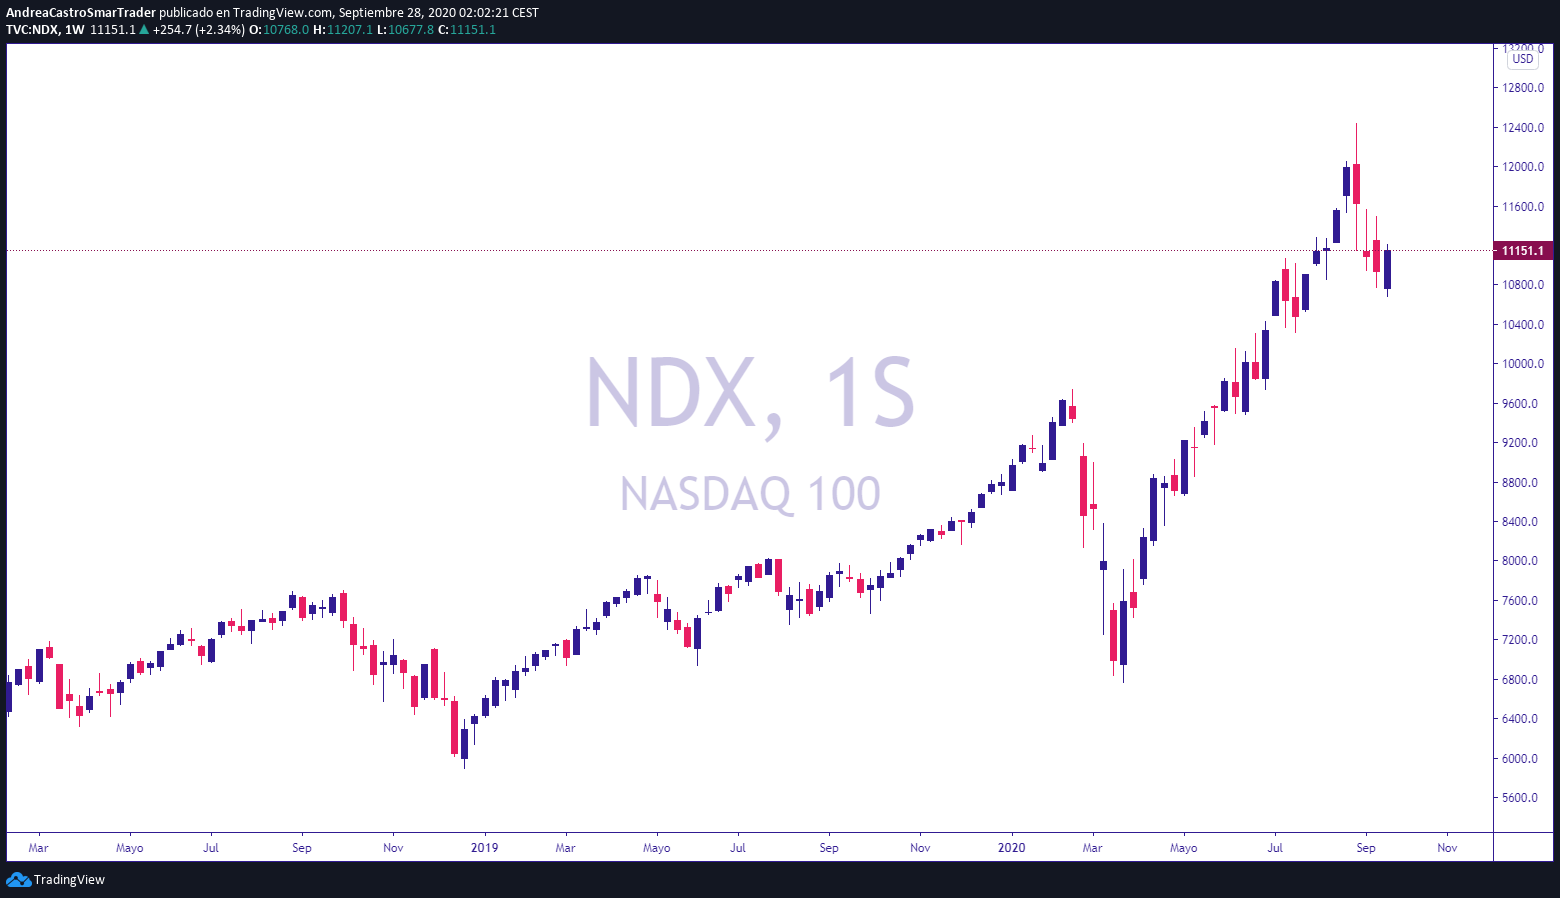 AndreaCastroSmarTrader publicado en TradingView.com, Septiembre 28, 2020 02:02:21 CEST
TVC:NDX, 1W 11151.1 ▲ +254.7 (+2.34%) O:10768.0 H:11207.1 L:10677.8 C:11151.1
13200.0
USD
12800.0
12400.0
12000.0
11600.0
11151.1
10800.0
10400.0
10000.0
9600.0
9200.0
8800.0
8400.0
8000.0
7600.0
7200.0
6800.0
6400.0
6000.0
5600.0
NDX, 1S
NASDAQ 100
Mar Mayo Jul Sep Nov 2019 Mar Mayo Jul Sep Nov 2020 Mar Mayo Jul Sep Nov
TradingView